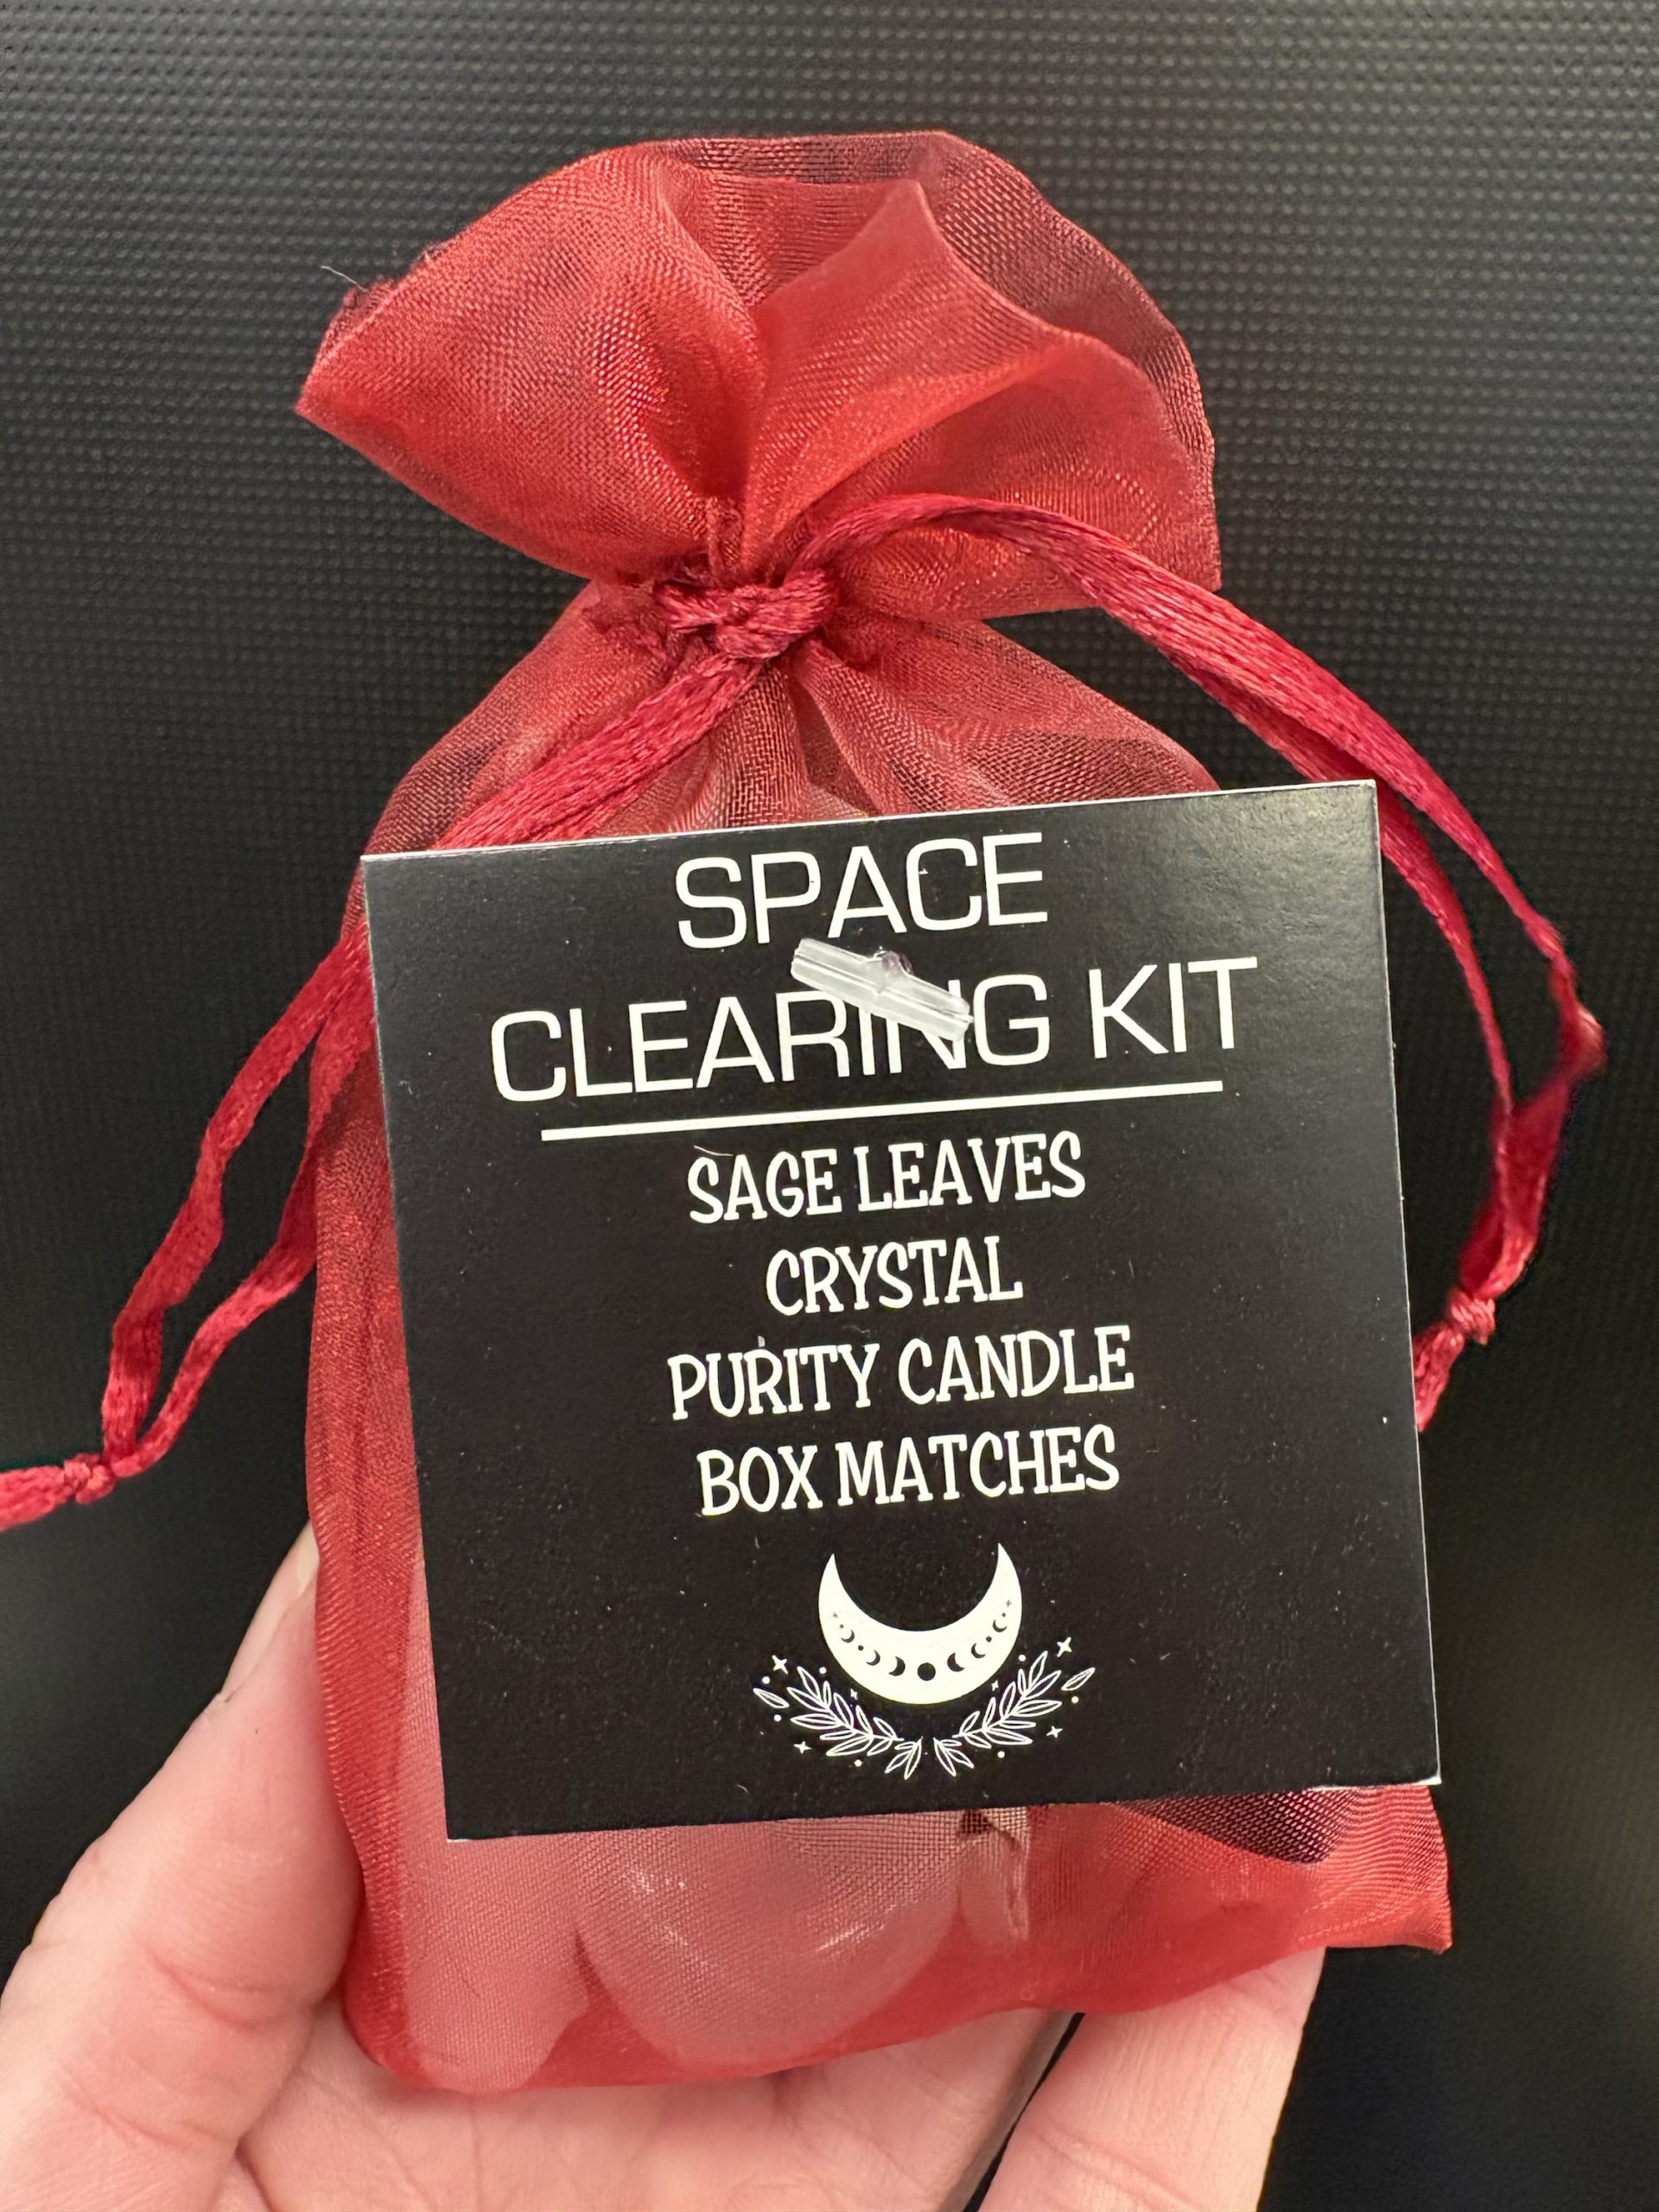 SPACE
CLEARING KIT
SAGE LEAVES
CRYSTAL
PURITY CANDLE
BOX MATCHES